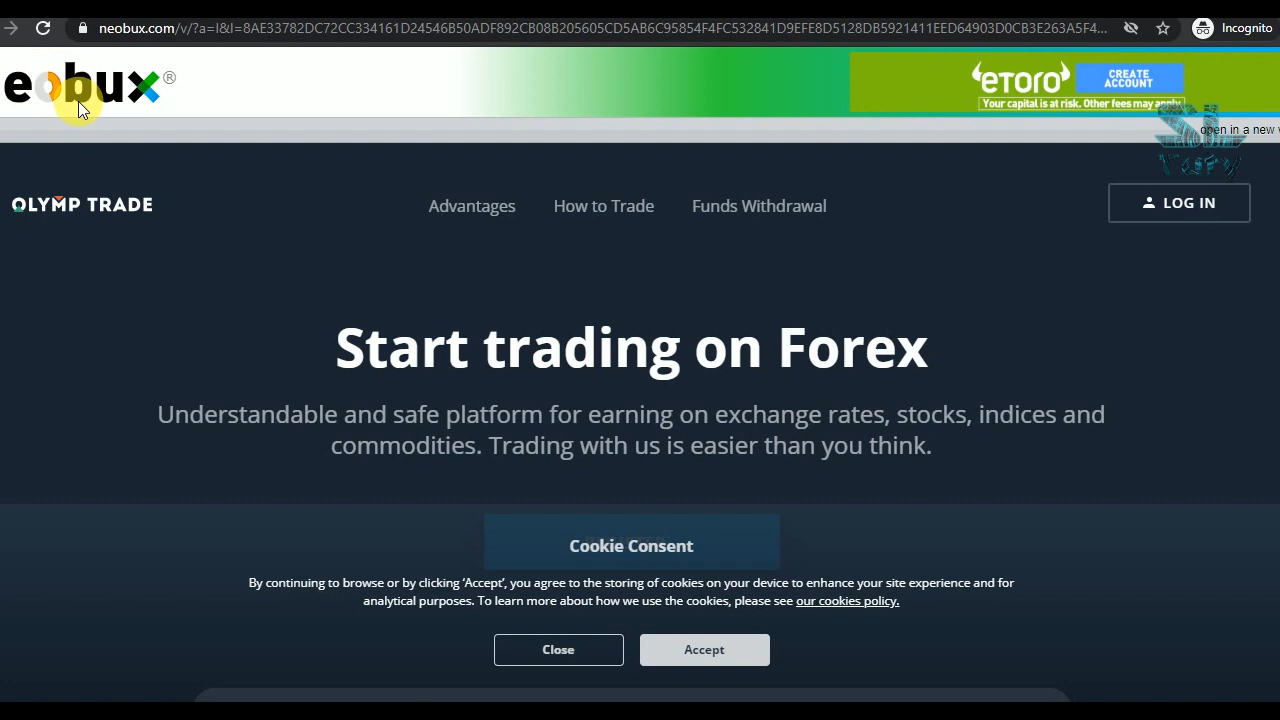 neobux.com/v/?a=l&l=8AE33782DC72CC334161D24546B50ADF892CB08B205605CD5AB6C95854F4FC532841D9EFE8D5128DB5921411EED64903D0CB3E263A5F4...
Incognito
eobux®
eToro
CREATE ACCOUNT
Your capital is at risk. Other fees may apply
open in a new
OLYMP TRADE
Advantages
How to Trade
Funds Withdrawal
LOG IN
Start trading on Forex
Understandable and safe platform for earning on exchange rates, stocks, indices and
commodities. Trading with us is easier than you think.
Cookie Consent
By continuing to browse or by clicking ‘Accept’, you agree to the storing of cookies on your device to enhance your site experience and for
analytical purposes. To learn more about how we use the cookies, please see our cookies policy.
Close
Accept